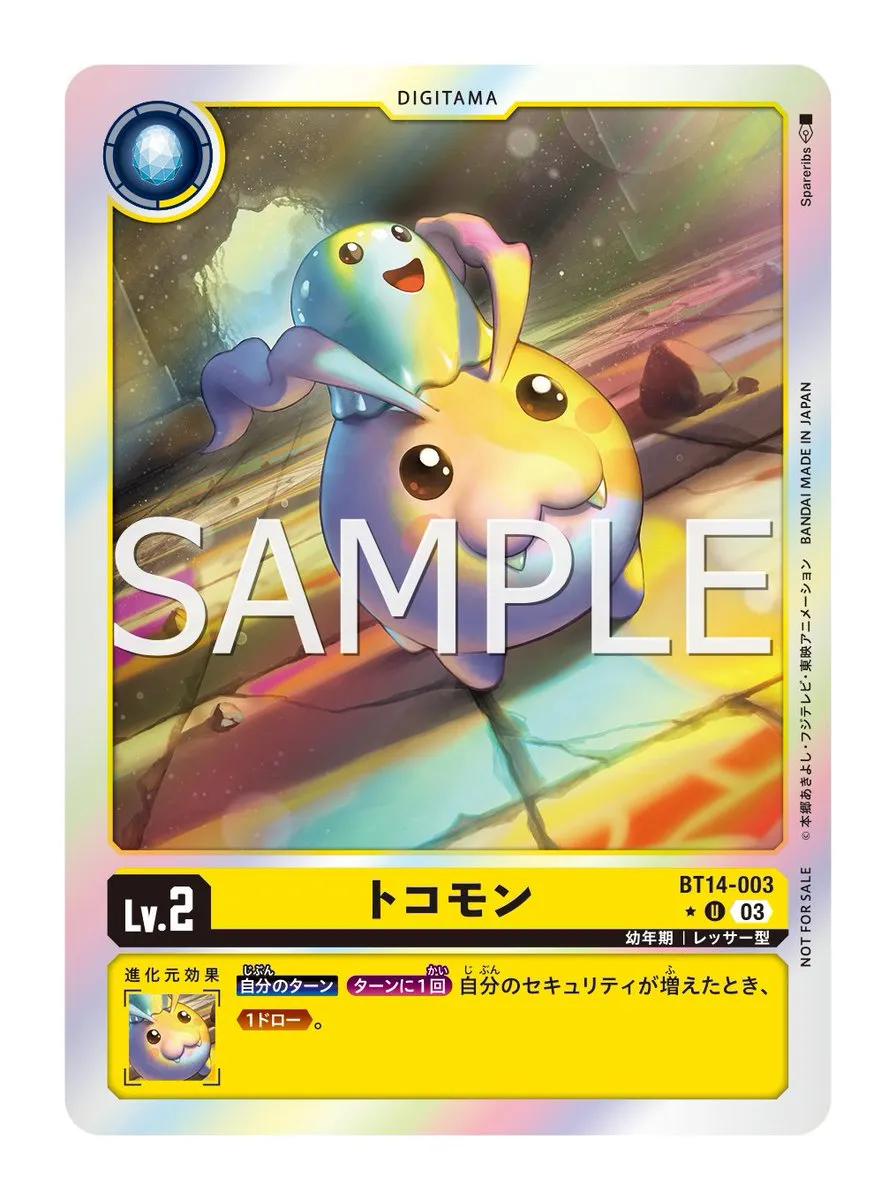 DIGITAMA
Spareribs
SAMPLE
© 本郷あきよし・フジテレビ・東映アニメーション BANDAI MADE IN JAPAN
NOT FOR SALE
Lv.2
トコモン
BT14-003
★ U 03
幼年期 | レッサー型
進化元効果
じぶん かい じぶん ふ
自分のターン ターンに1回 自分のセキュリティが増えたとき、
1ドロー。